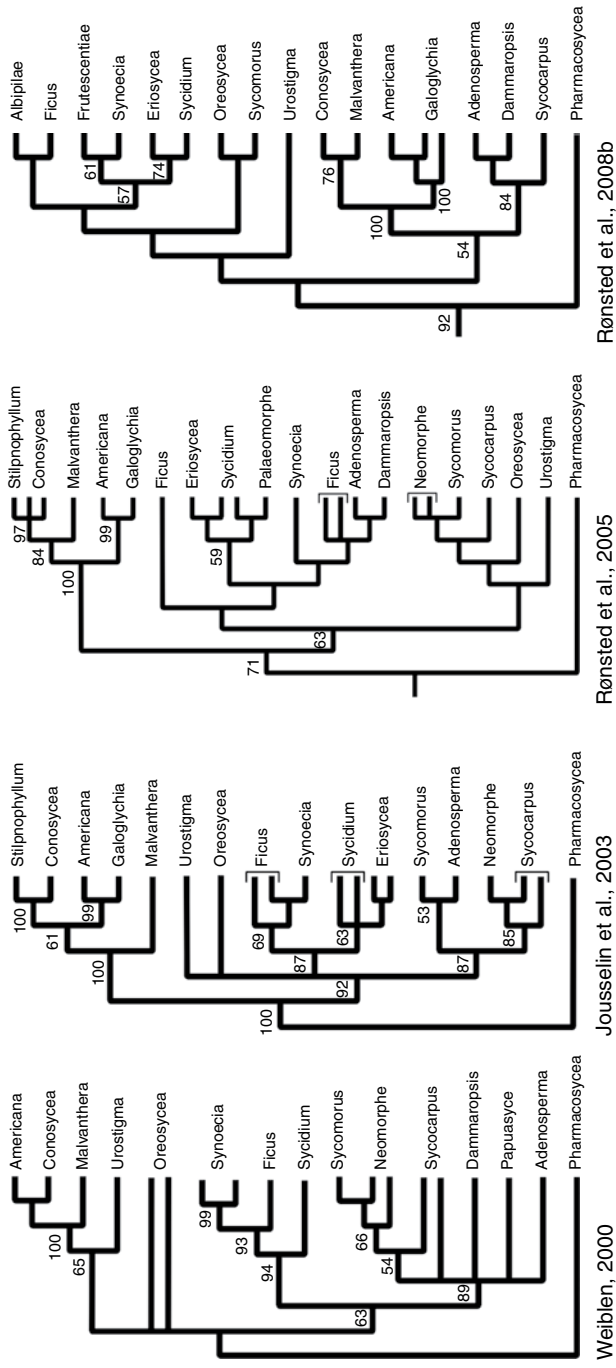 Americana
Conosycea
Malvanthera
Urostigma
Oreosycea
Synoecia
Ficus
Sycidium
Sycomorus
Neomorphe
Sycocarpus
Dammaropsis
Papuasyce
Adenosperma
Pharmacosycea
100
65
99
93
94
66
54
89
63
Weiblen, 2000
Stilpnophyllum
Conosycea
Americana
Galoglychia
Malvanthera
Urostigma
Oreosycea
Ficus
Synoecia
Sycidium
Eriosycea
Sycomorus
Adenosperma
Neomorphe
Sycocarpus
Pharmacosycea
100
99
61
100
69
63
87
53
85
87
92
100
Jousselin et al., 2003
Stilpnophyllum
Conosycea
Malvanthera
Americana
Galoglychia
Ficus
Eriosycea
Sycidium
Palaeomorphe
Synoecia
Ficus
Adenosperma
Dammaropsis
Neomorphe
Sycomorus
Sycocarpus
Oreosycea
Urostigma
Pharmacosycea
97
84
99
100
59
63
71
Rønsted et al., 2005
Albipilae
Ficus
Frutescentiae
Synoecia
Eriosycea
Sycidium
Oreosycea
Sycomorus
Urostigma
Conosycea
Malvanthera
Americana
Galoglychia
Adenosperma
Dammaropsis
Sycocarpus
Pharmacosycea
61
74
57
76
100
100
84
54
92
Rønsted et al., 2008b